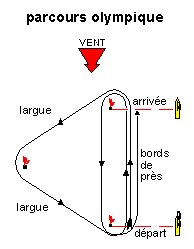 parcours olympique
VENT
arrivée
largue
bords
de
près
largue
départ